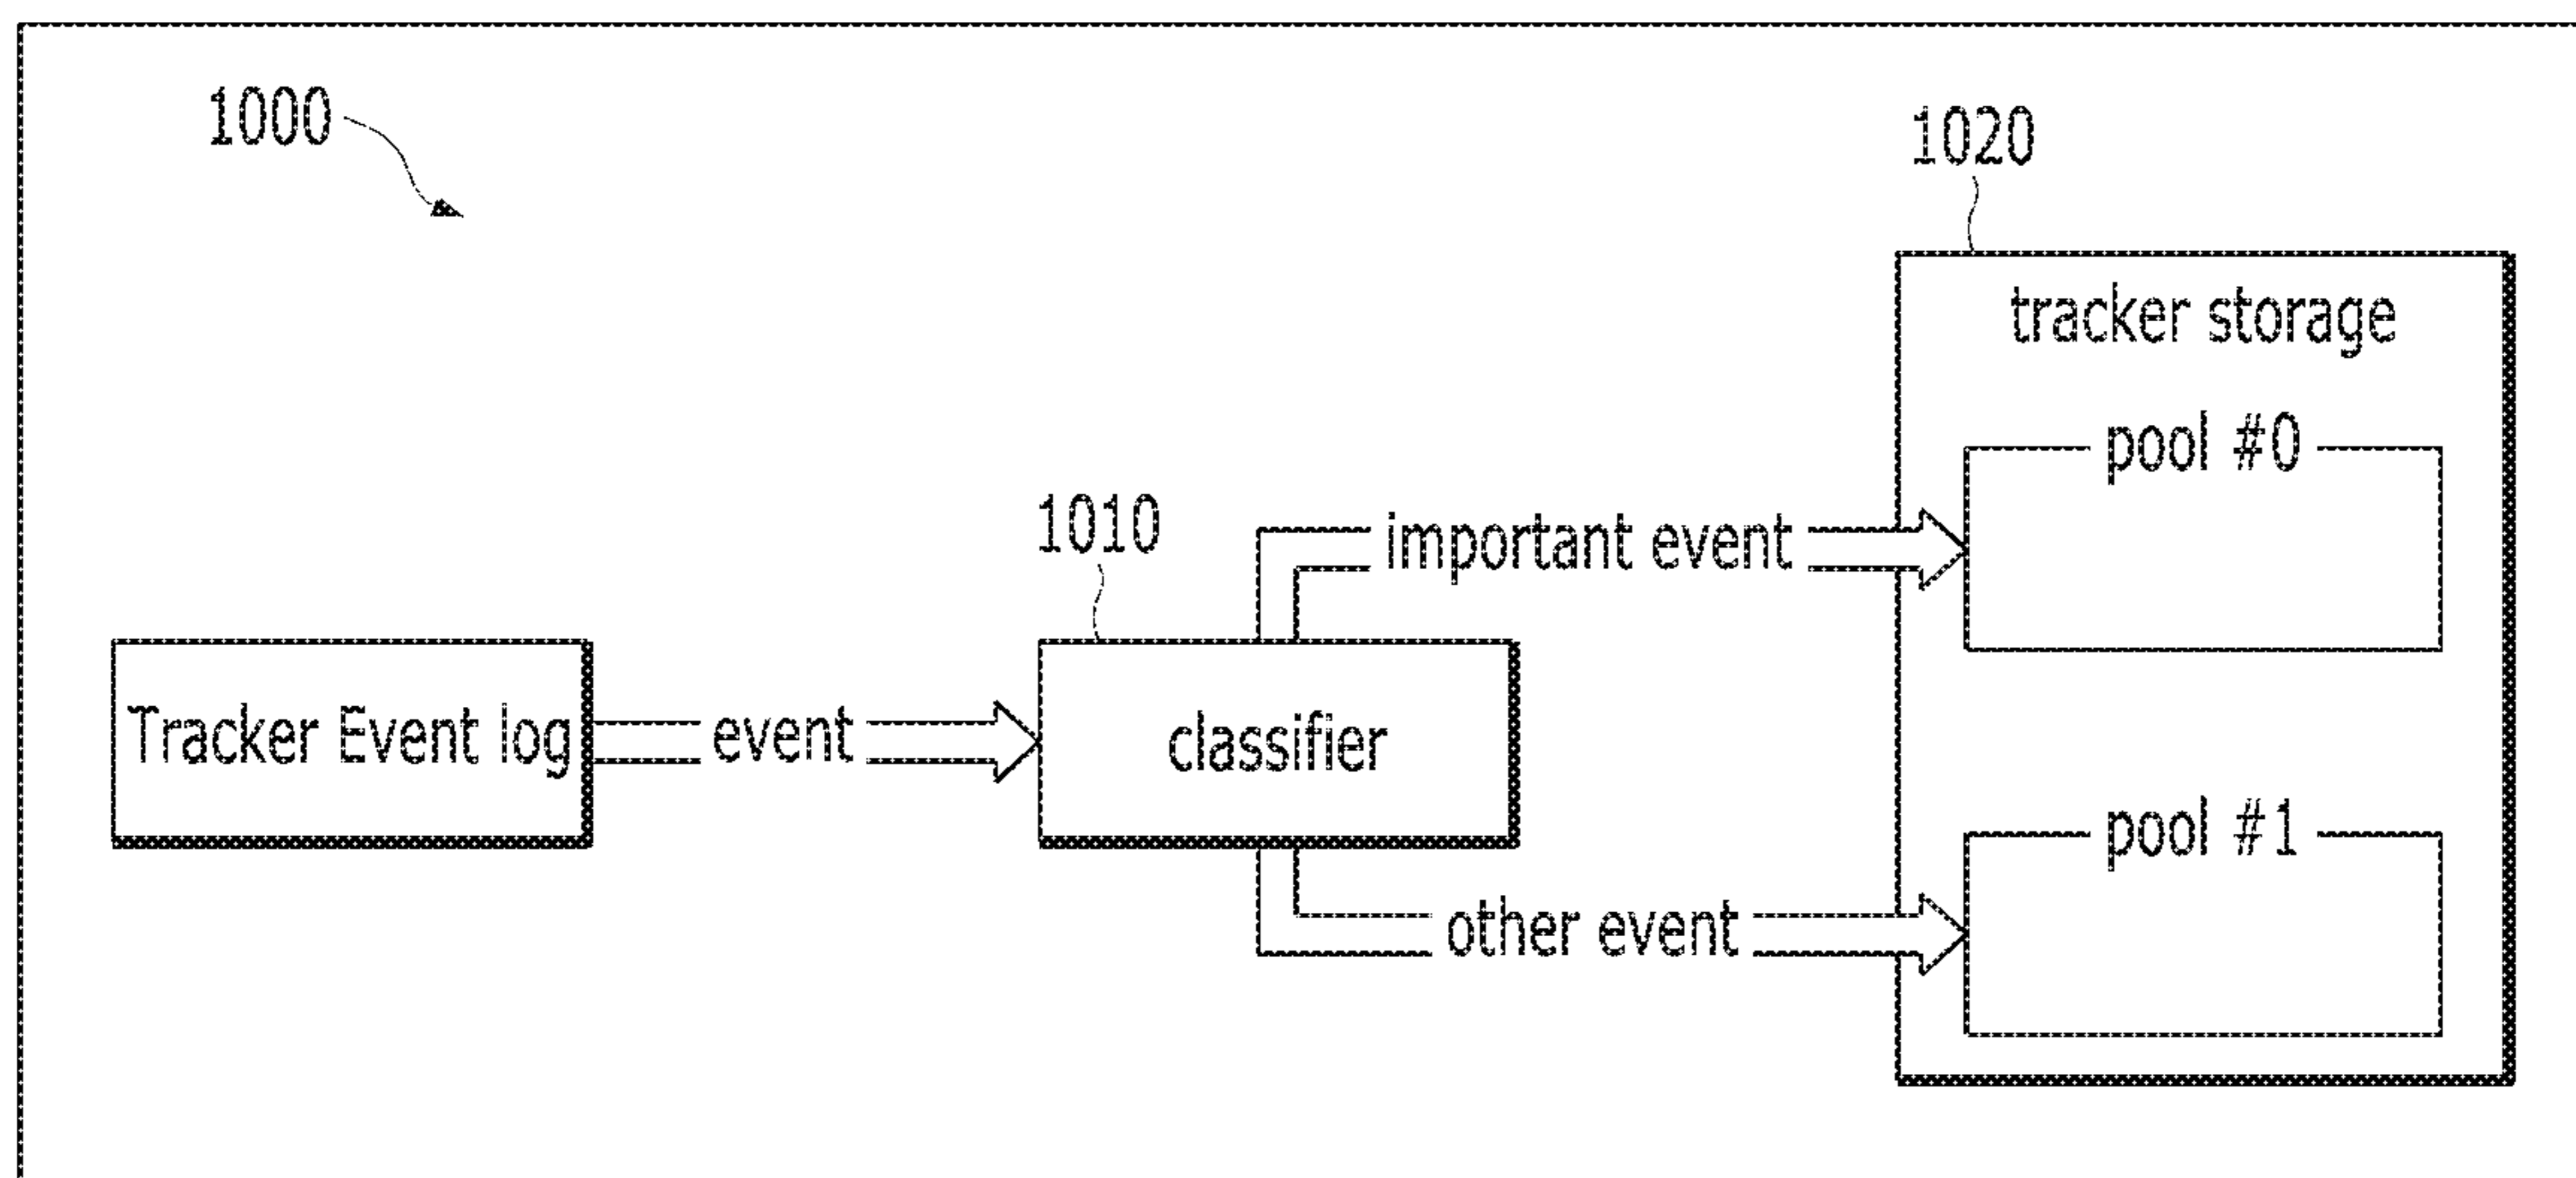 1000
1020
tracker storage
pool #0
1010
important event
Tracker Event log
event
classifier
pool #1
other event